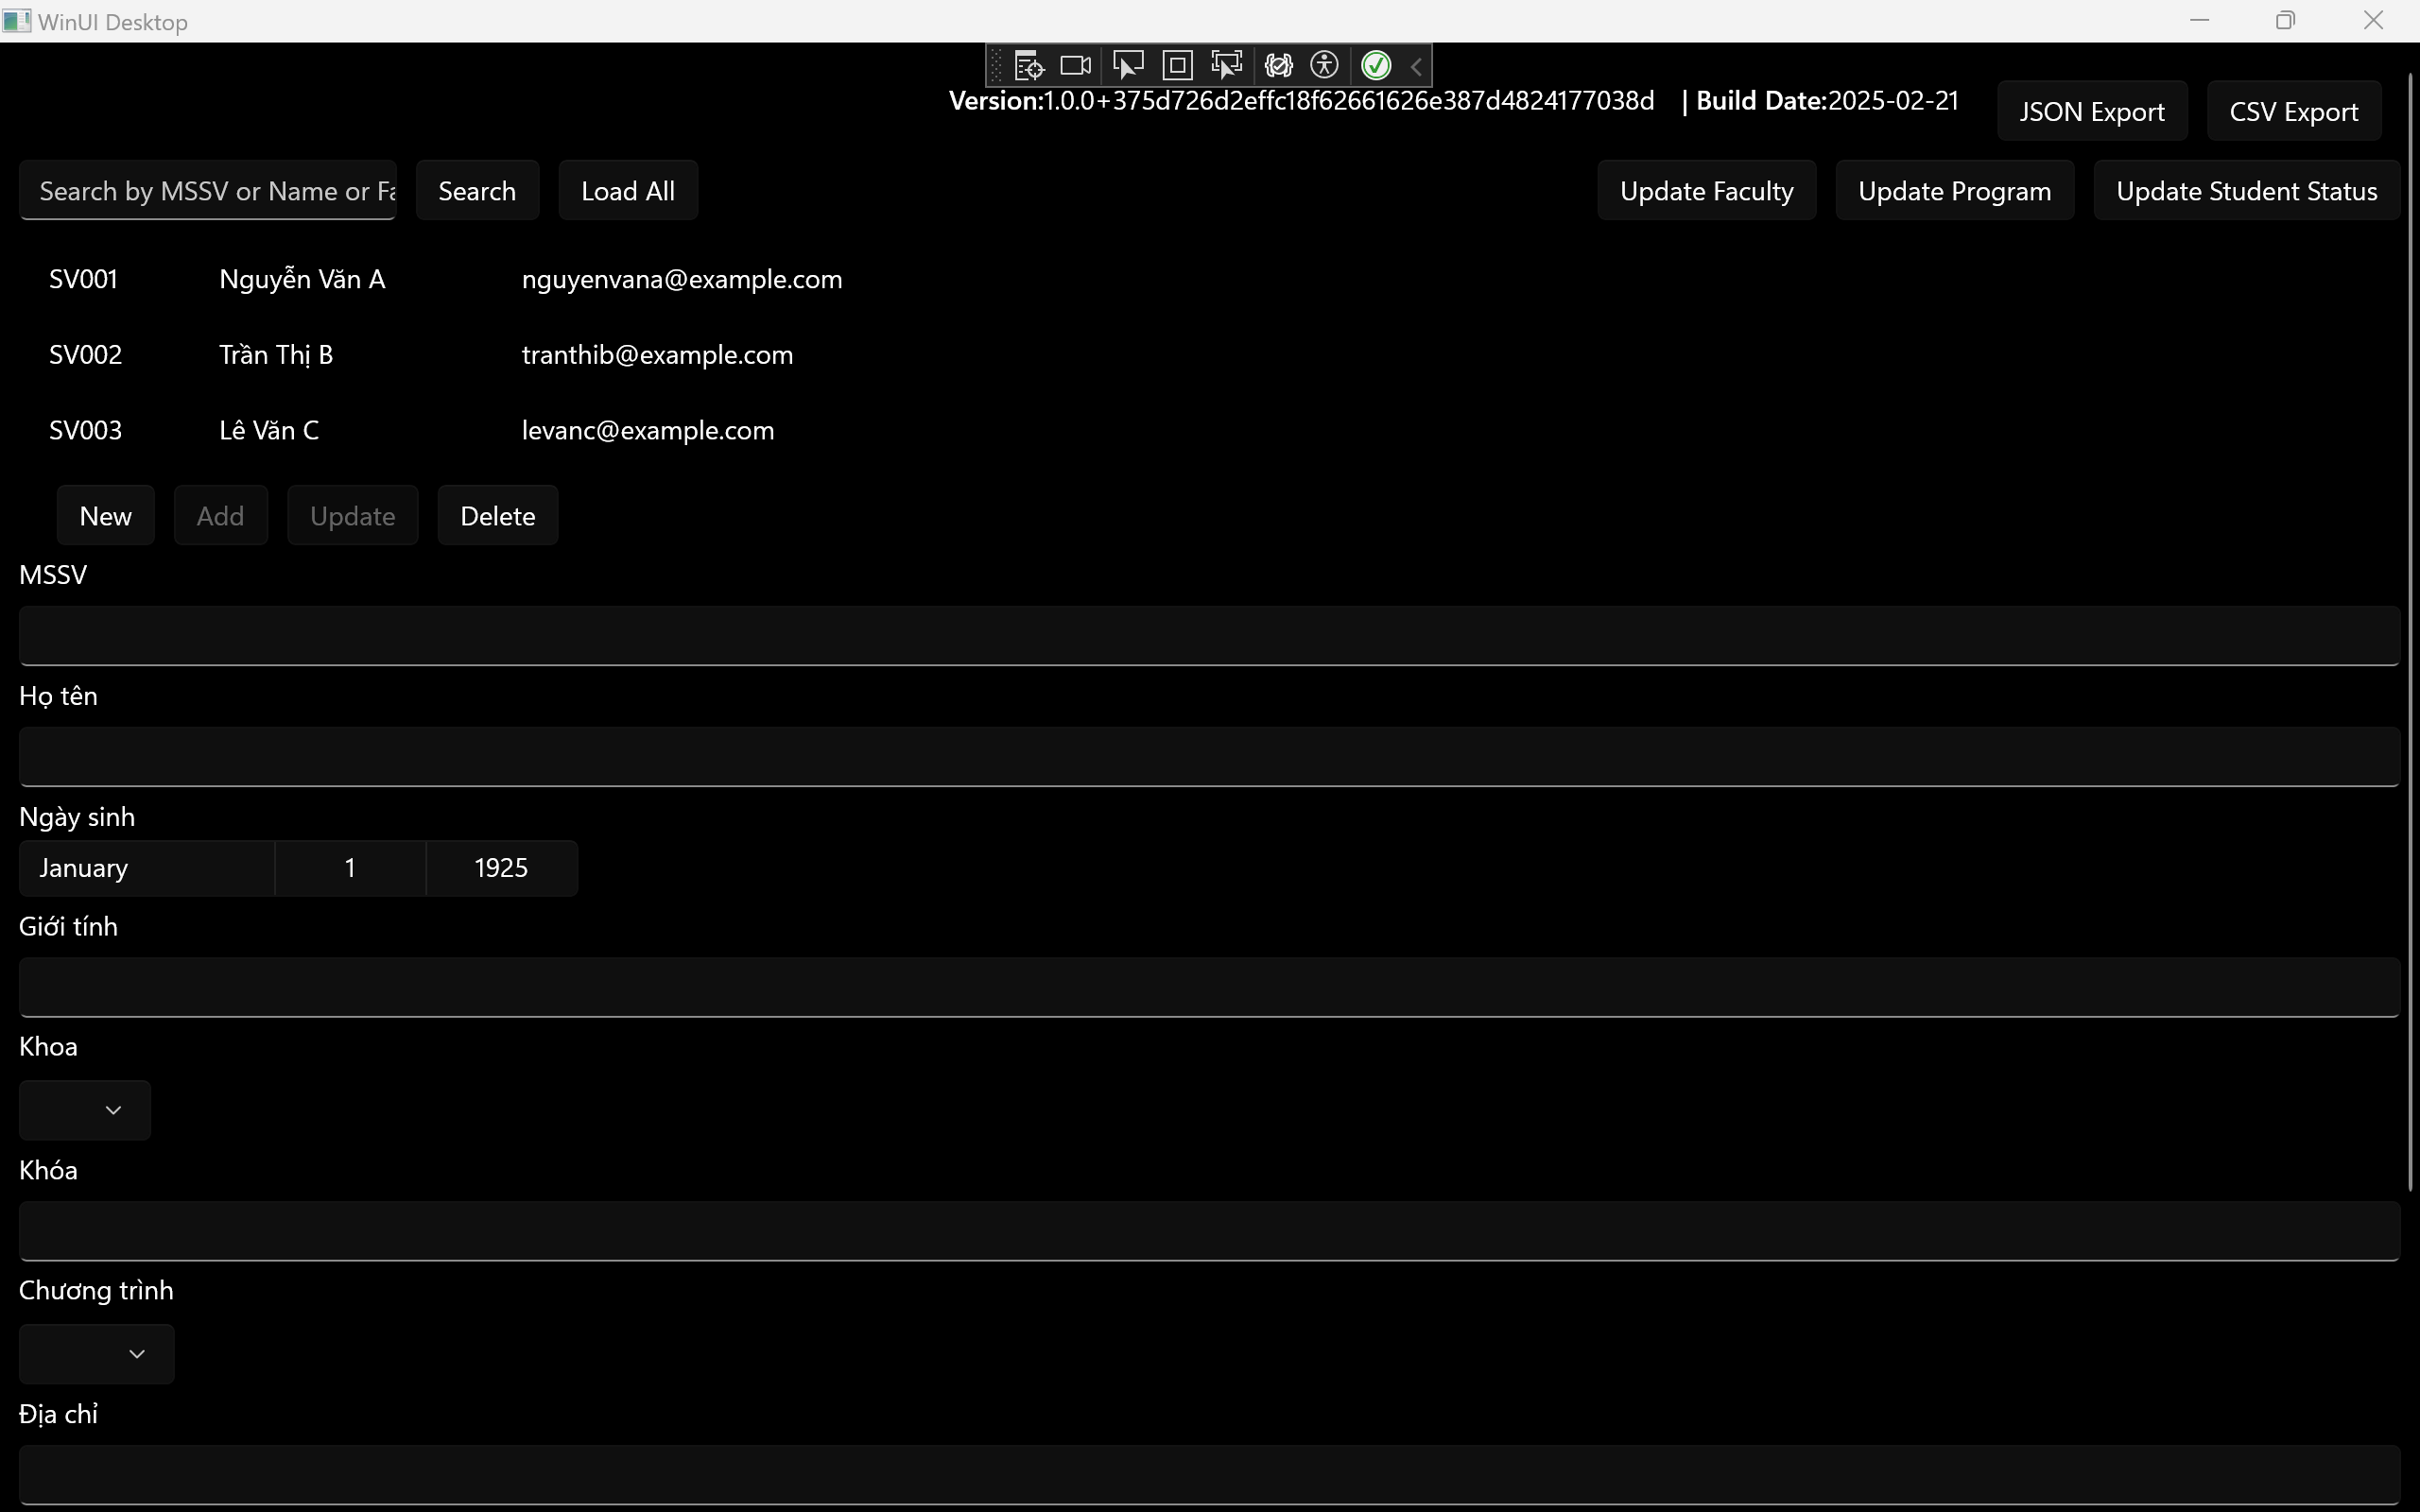 WinUI Desktop
Version:1.0.0+375d726d2effc18f62661626e387d4824177038d | Build Date:2025-02-21 JSON Export CSV Export
Search by MSSV or Name or Fa Search Load All Update Faculty Update Program Update Student Status
SV001 Nguyễn Văn A nguyenvana@example.com
SV002 Trần Thị B tranthib@example.com
SV003 Lê Văn C levanc@example.com
New Add Update Delete
MSSV
Họ tên
Ngày sinh
January 1 1925
Giới tính
Khoa
Khóa
Chương trình
Địa chỉ